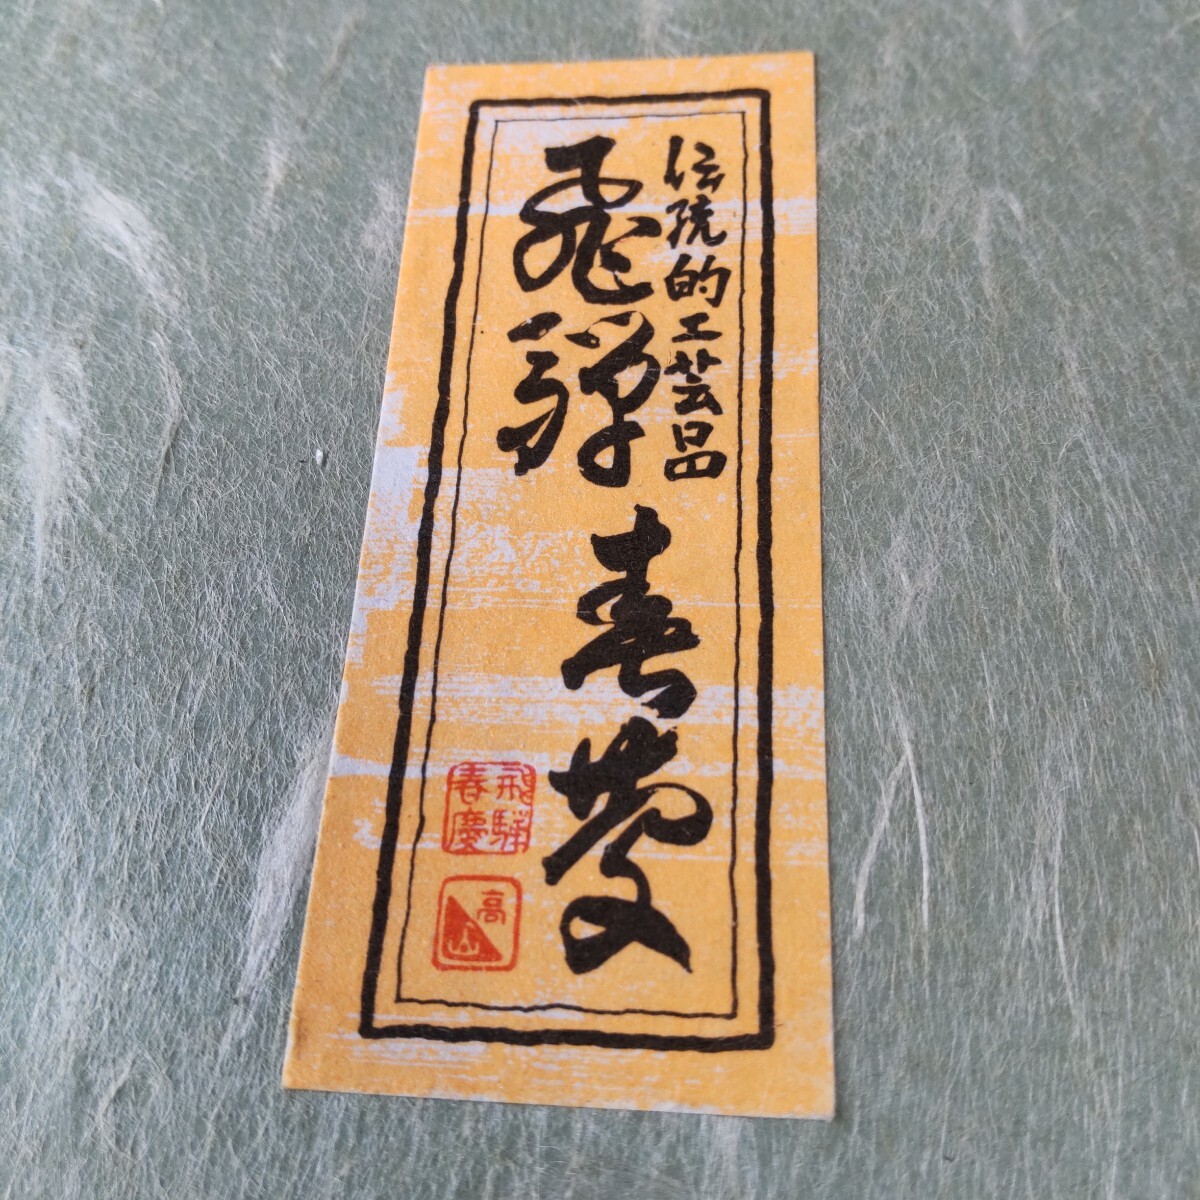 伝統的工芸品
飛騨春慶
飛騨
春慶
高山